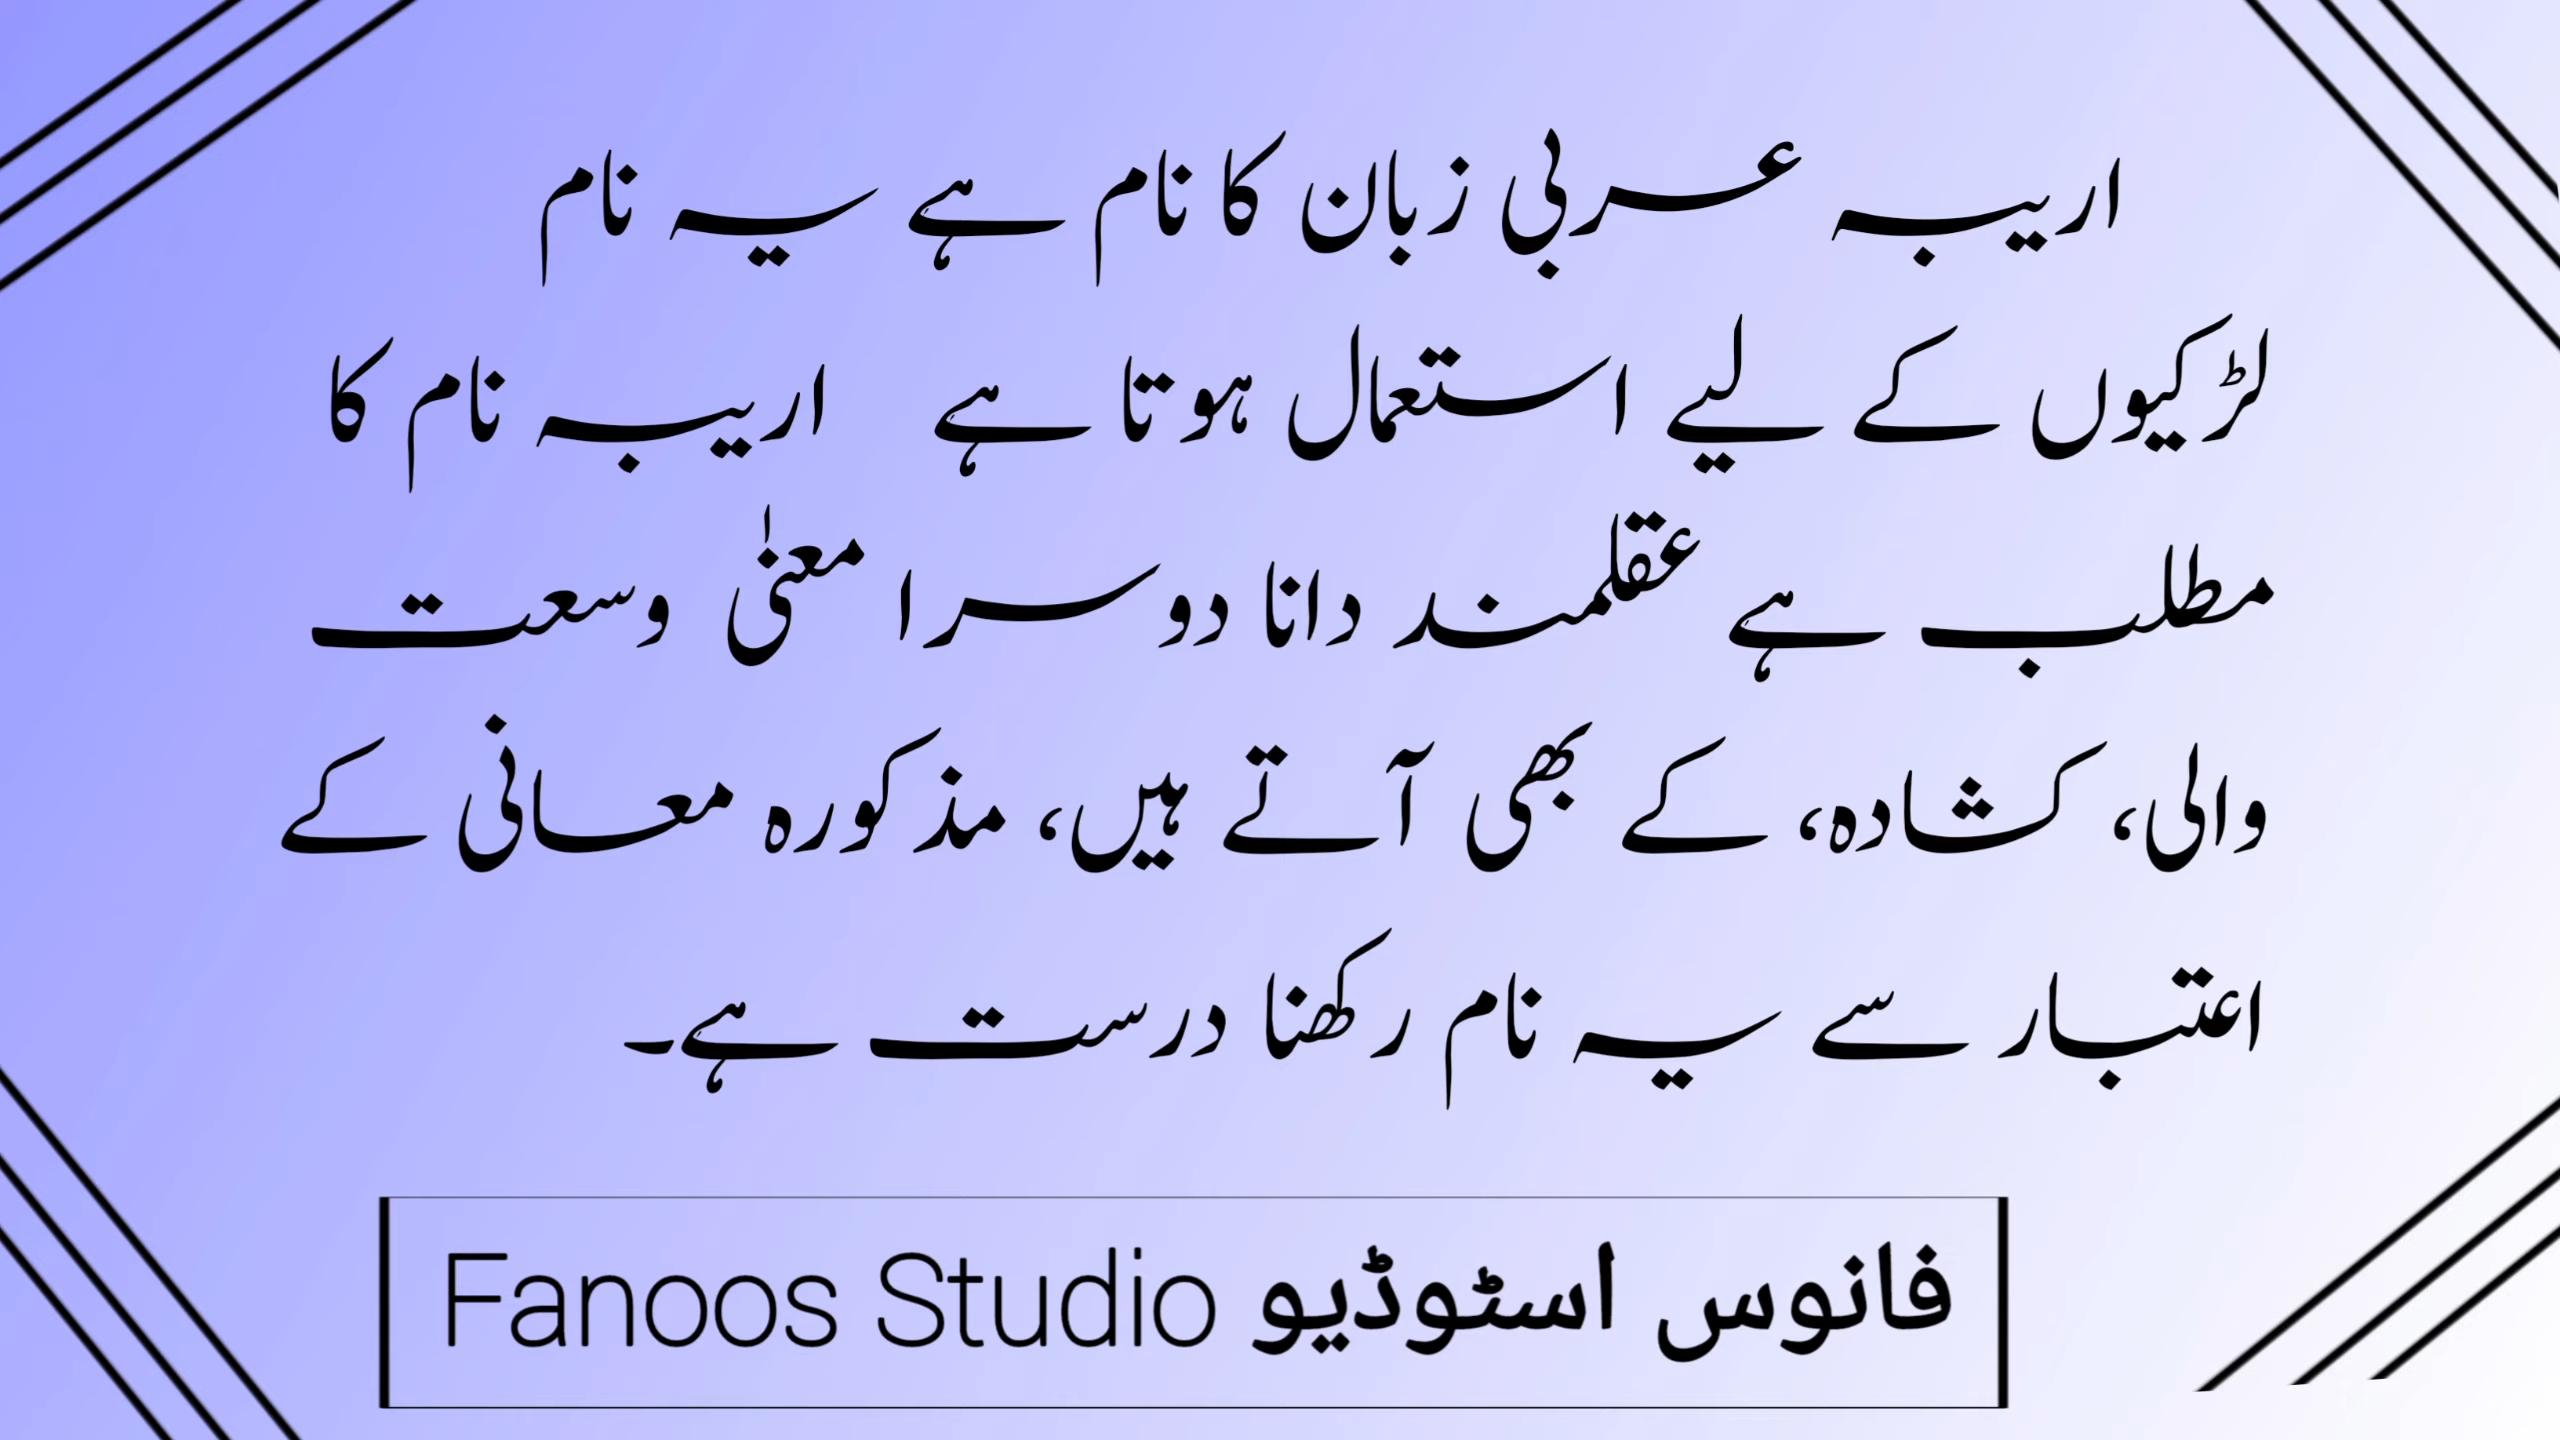 اریبہ عربی زبان کا نام ہے یہ نام
لڑکیوں کے لیے استعمال ہوتا ہے اریبہ نام کا
مطلب ہے عقلمند دانا دوسرا معنٰی وسعت
والی، کشادہ، کے بھی آتے ہیں، مذکورہ معانی کے
اعتبار سے یہ نام رکھنا درست ہے۔
فانوس اسٹوڈیو Fanoos Studio